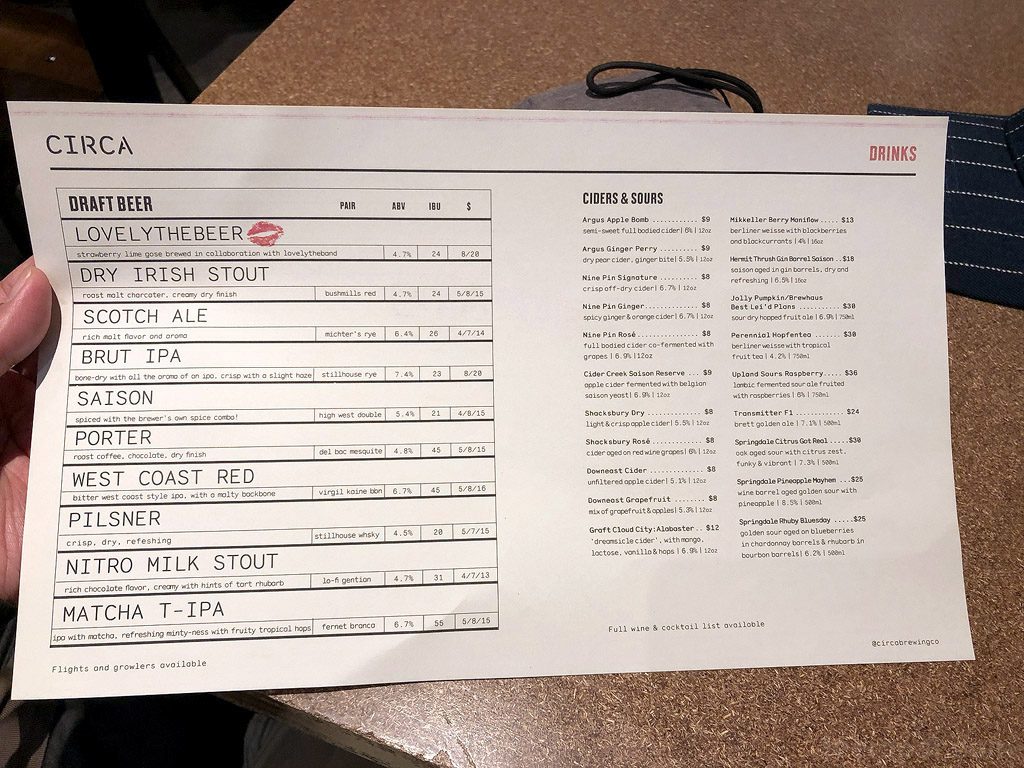 CIRCA
DRINKS
DRAFT BEER PAIR ABV IBU $
LOVELYTHEBEER
strawberry lime gose brewed in collaboration with lovelytheband 4.7% 24 8/20
DRY IRISH STOUT
roast malt charcater, creamy dry finish bushmills red 4.7% 24 5/8/15
SCOTCH ALE
rich malt flavor and aroma michter's rye 6.4% 26 4/7/14
BRUT IPA
bone-dry with all the aroma of an ipa, crisp with a slight haze stillhouse rye 7.4% 23 8/20
SAISON
spiced with the brewer's own spice combo! high west double 5.4% 21 4/8/15
PORTER
roast coffee, chocolate, dry finish del bac mesquite 4.8% 45 5/8/15
WEST COAST RED
bitter west coast style ipa, with a malty backbone virgil kaine bbn 6.7% 45 5/8/16
PILSNER
crisp, dry, refeshing stillhouse whsky 4.5% 20 5/7/15
NITRO MILK STOUT
rich chocolate flavor, creamy with hints of tart rhubarb lo-fi gention 4.7% 31 4/7/13
MATCHA T-IPA
ipa with matcha, refreshing minty-ness with fruity tropical hops fernet branca 6.7% 55 5/8/15
Flights and growlers available
CIDERS & SOURS
Argus Apple Bomb ........... $9
semi-sweet full bodied cider | 6% | 12oz
Argus Ginger Perry .......... $9
dry pear cider, ginger bite | 5.5% | 12oz
Nine Pin Signature .......... $8
crisp off-dry cider | 6.7% | 12oz
Nine Pin Ginger............. $8
spicy ginger & orange cider | 6.7% | 12oz
Nine Pin Rosé............... $8
full bodied cider co-fermented with
grapes | 6.9% | 12oz
Cider Creek Saison Reserve ... $9
apple cider fermented with belgion
saison yeast | 6.9% | 12oz
Shacksbury Dry ............. $8
light & crisp apple cider | 5.5% | 12oz
Shacksbury Rosé............. $8
cider aged on red wine grapes | 6% | 12oz
Downeast Cider ............. $8
unfiltered apple cider | 5.1% | 12oz
Downeast Grapefruit ........ $8
mix of grapefruit & apples | 5.3% | 12oz
Graft Cloud City: Alabaster .. $12
'dreamsicle cider', with mango,
lactose, vanilla & hops | 6.9% | 12oz
Mikkeller Berry Maniflow ..... $13
berliner weisse with blackberries
and blackcurrants | 4% | 16oz
Hermit Thrush Gin Barrel Saison ..$18
saison aged in gin barrels, dry and
refreshing | 6.5% | 16oz
Jolly Pumpkin/Brewhaus
Best Lei'd Plans ........... $30
sour dry hopped fruit ale | 6.9% | 750ml
Perennial Hopfentea ........ $30
berliner weisse with tropical
fruit tea | 4.2% | 750ml
Upland Sours Raspberry..... $36
lambic fermented sour ale fruited
with raspberries | 6% | 750ml
Transmitter F1 ............. $24
brett golden ale | 7.1% | 500ml
Springdale Citrus Got Real .....$30
oak aged sour with citrus zest,
funky & vibrant | 7.3% | 500ml
Springdale Pineapple Mayhem ...$25
wine barrel aged golden sour with
pineapple | 8.5% | 500ml
Springdale Rhuby Bluesday .....$25
golden sour aged on blueberries
in chardonnay barrels & rhubarb in
bourbon barrels | 6.2% | 500ml
Full wine & cocktail list available
@circabrewingco